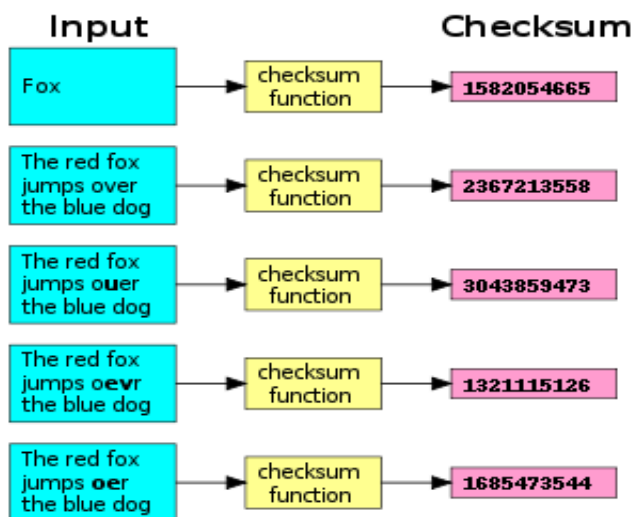 Input
Checksum
Fox
checksum
function
1582054665
The red fox
jumps over
the blue dog
checksum
function
2367213558
The red fox
jumps ouer
the blue dog
checksum
function
3043859473
The red fox
jumps oevr
the blue dog
checksum
function
1321115126
The red fox
jumps oer
the blue dog
checksum
function
1685473544